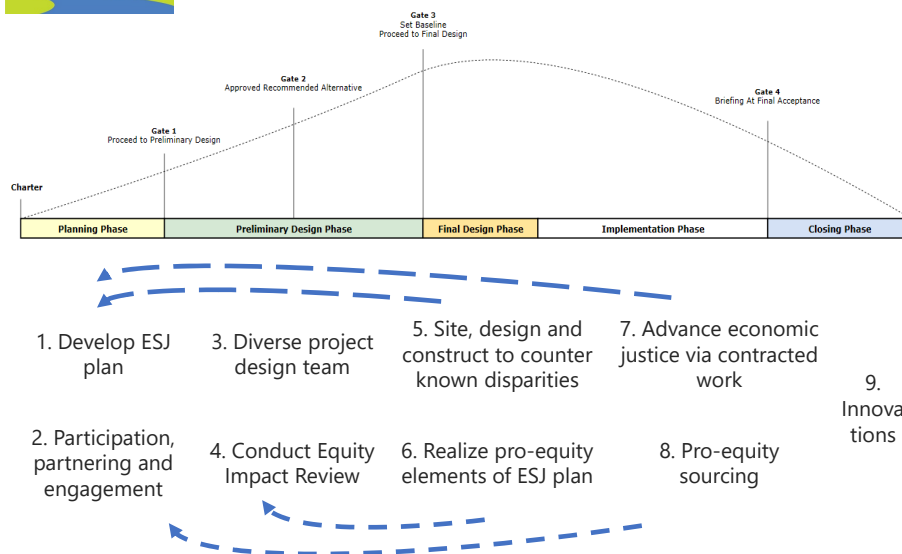 Gate 3
Set Baseline
Proceed to Final Design
Gate 2
Approved Recommended Alternative
Gate 4
Briefing At Final Acceptance
Gate 1
Proceed to Preliminary Design
Charter
Planning Phase
Preliminary Design Phase
Final Design Phase
Implementation Phase
Closing Phase
1. Develop ESJ
plan
3. Diverse project
design team
5. Site, design and
construct to counter
known disparities
7. Advance economic
justice via contracted
work
9.
Innova
tions
2. Participation,
partnering and
engagement
4. Conduct Equity
Impact Review
6. Realize pro-equity
elements of ESJ plan
8. Pro-equity
sourcing